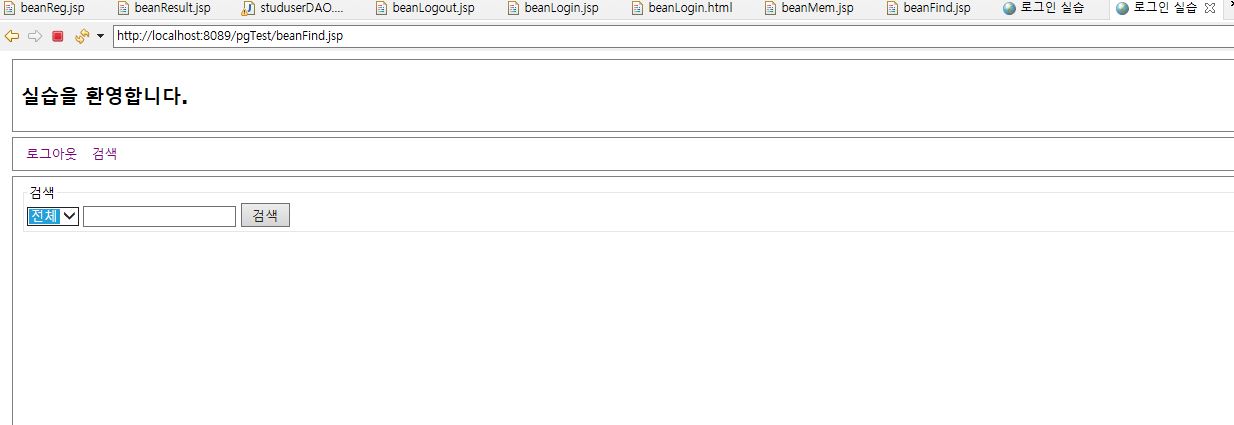 beanReg.jsp beanResult.jsp studuserDAO.... beanLogout.jsp beanLogin.jsp beanLogin.html beanMem.jsp beanFind.jsp 로그인 실습 로그인 실습
http://localhost:8089/pgTest/beanFind.jsp
실습을 환영합니다.
로그아웃 검색
검색
전체 검색